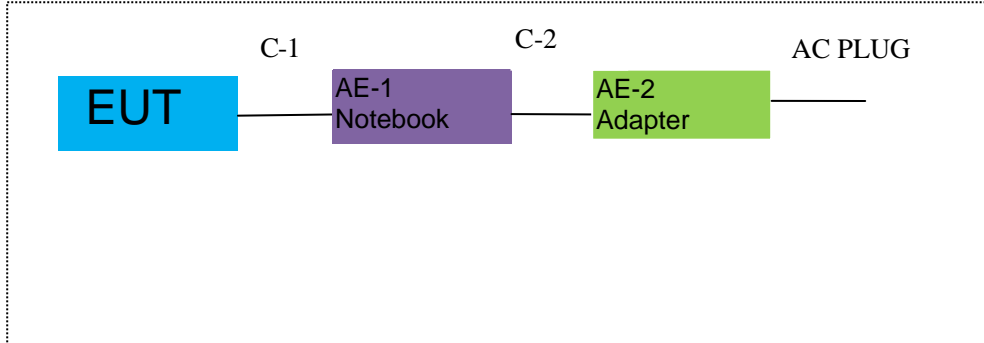 C-1
C-2
AC PLUG
EUT
AE-1
Notebook
AE-2
Adapter